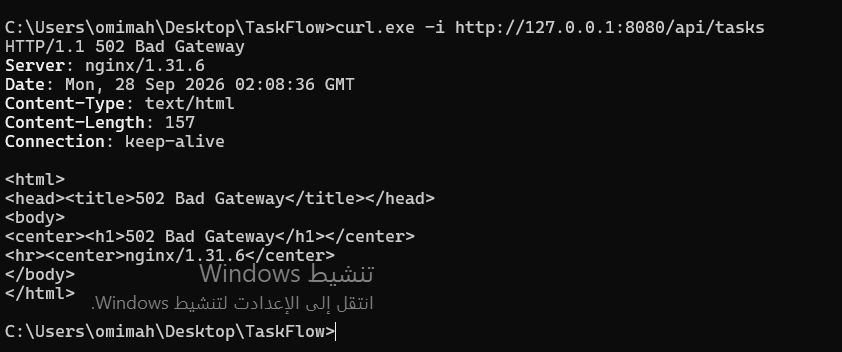 C:\Users\omimah\Desktop\TaskFlow>curl.exe -i http://127.0.0.1:8080/api/tasks
HTTP/1.1 502 Bad Gateway
Server: nginx/1.31.6
Date: Mon, 28 Sep 2026 02:08:36 GMT
Content-Type: text/html
Content-Length: 157
Connection: keep-alive

<html>
<head><title>502 Bad Gateway</title></head>
<body>
<center><h1>502 Bad Gateway</h1></center>
<hr><center>nginx/1.31.6</center>
</body>
</html>
تنشيط Windows
انتقل إلى الإعدادت لتنشيط Windows.
C:\Users\omimah\Desktop\TaskFlow>